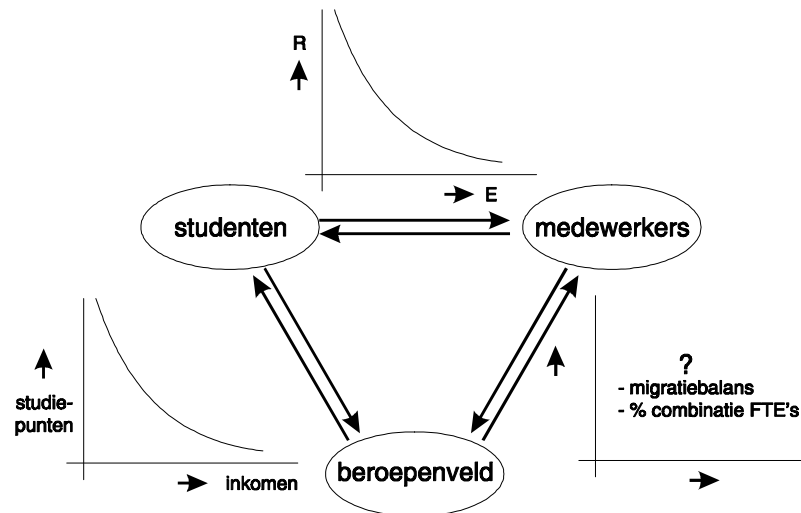 R
E
studenten
medewerkers
studie-
punten
inkomen
beroepenveld
?
- migratiebalans
- % combinatie FTE's